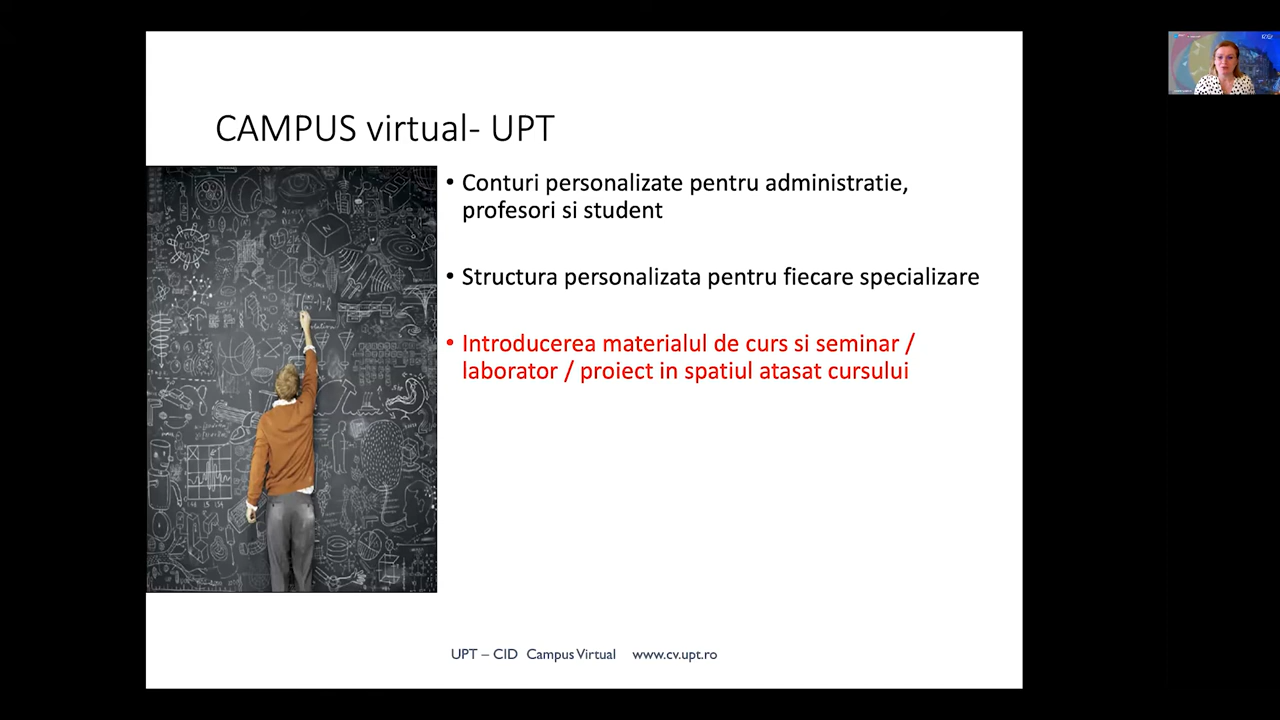 CAMPUS virtual- UPT
• Conturi personalizate pentru administratie,
profesori si student
• Structura personalizata pentru fiecare specializare
• Introducerea materialul de curs si seminar /
laborator / proiect in spatiul atasat cursului
UPT – CID Campus Virtual www.cv.upt.ro